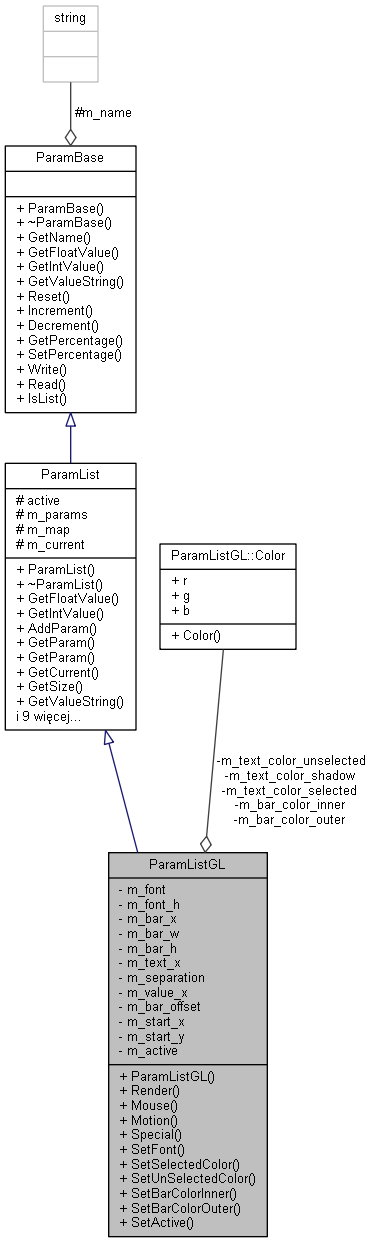 string
#m_name
ParamBase
+ ParamBase()
+ ~ParamBase()
+ GetName()
+ GetFloatValue()
+ GetIntValue()
+ GetValueString()
+ Reset()
+ Increment()
+ Decrement()
+ GetPercentage()
+ SetPercentage()
+ Write()
+ Read()
+ IsList()
ParamList
# active
# m_params
# m_map
# m_current
+ ParamList()
+ ~ParamList()
+ GetFloatValue()
+ GetIntValue()
+ AddParam()
+ GetParam()
+ GetParam()
+ GetCurrent()
+ GetSize()
+ GetValueString()
i 9 więcej...
ParamListGL::Color
+ r
+ g
+ b
+ Color()
-m_text_color_unselected
-m_text_color_shadow
-m_text_color_selected
-m_bar_color_inner
-m_bar_color_outer
ParamListGL
- m_font
- m_font_h
- m_bar_x
- m_bar_w
- m_bar_h
- m_text_x
- m_separation
- m_value_x
- m_bar_offset
- m_start_x
- m_start_y
- m_active
+ ParamListGL()
+ Render()
+ Mouse()
+ Motion()
+ Special()
+ SetFont()
+ SetSelectedColor()
+ SetUnSelectedColor()
+ SetBarColorInner()
+ SetBarColorOuter()
+ SetActive()